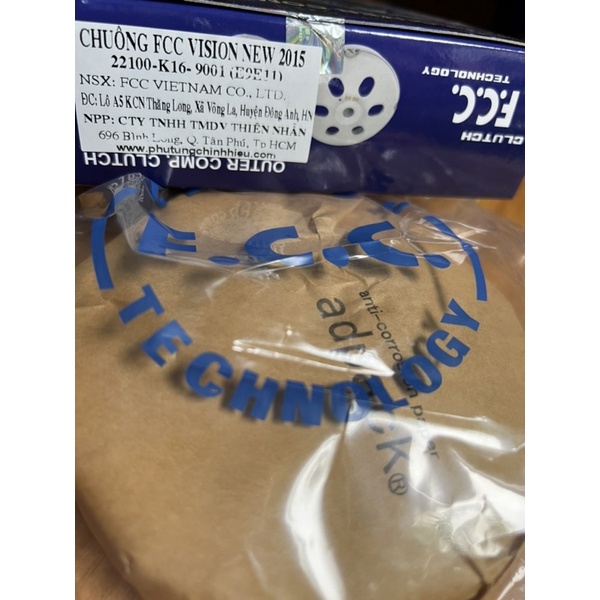 CHUÔNG FCC VISION NEW 2015
22100-K16- 9001 (E2E11)
NSX: FCC VIETNAM CO., LTD.
ĐC: Lô A5 KCN Thăng Long, Xã Võng La, Huyện Đông Anh, HN
NPP: CTY TNHH TMDV THIÊN NHÂN
696 Bình Long, Q. Tân Phú, Tp HCM
www.phutungchinhhieu.com
OUTER COMP.CLUTCH
CLUTCH
F.C.C.
TECHNOLOGY
F.C.C.
TECHNOLOGY
anti-corrosion paper
adpack®